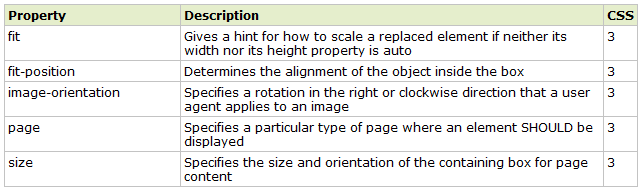 Property Description CSS
fit Gives a hint for how to scale a replaced element if neither its 3
width nor its height property is auto
fit-position Determines the alignment of the object inside the box 3
image-orientation Specifies a rotation in the right or clockwise direction that a user 3
agent applies to an image
page Specifies a particular type of page where an element SHOULD be 3
displayed
size Specifies the size and orientation of the containing box for page 3
content